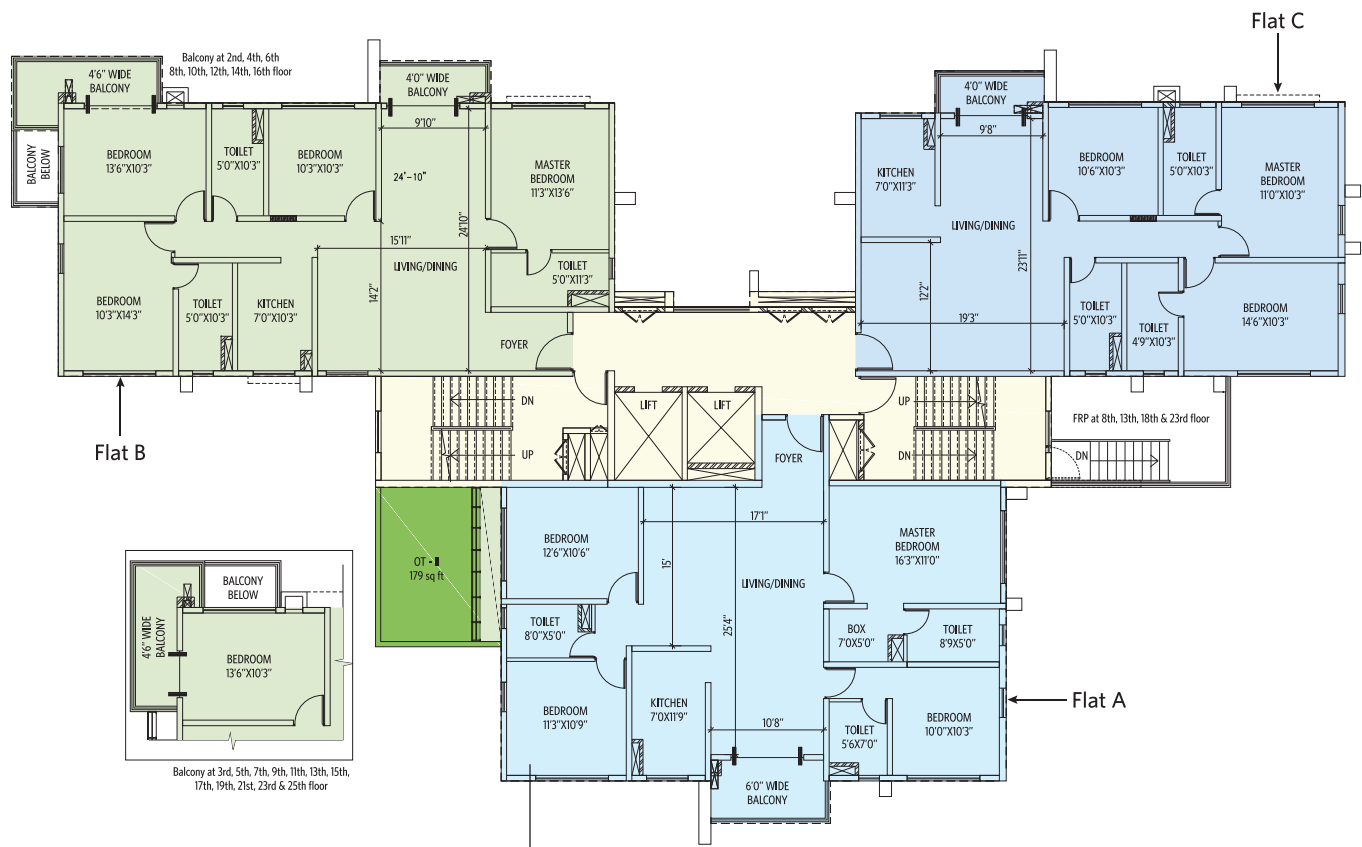 Flat C
Balcony at 2nd, 4th, 6th
8th, 10th, 12th, 14th, 16th floor
4'6" WIDE
BALCONY
4'0" WIDE
BALCONY
4'0" WIDE
BALCONY
9'10"
9'8"
BALCONY BELOW
BEDROOM
13'6"X10'3"
TOILET
5'0"X10'3"
BEDROOM
10'3"X10'3"
24'-10"
MASTER
BEDROOM
11'3"X13'6"
24'10"
15'11"
LIVING/DINING
14'2"
TOILET
5'0"X11'3"
BEDROOM
10'3"X14'3"
TOILET
5'0"X10'3"
KITCHEN
7'0"X10'3"
FOYER
KITCHEN
7'0"X11'3"
LIVING/DINING
BEDROOM
10'6"X10'3"
TOILET
5'0"X10'3"
MASTER
BEDROOM
11'0"X10'3"
23'11"
12'2"
19'3"
TOILET
5'0"X10'3"
TOILET
4'9"X10'3"
BEDROOM
14'6"X10'3"
Flat B
DN
UP
LIFT
LIFT
UP
DN
FRP at 8th, 13th, 18th & 23rd floor
DN
FOYER
OT -
179 sq ft
BEDROOM
12'6"X10'6"
17'1"
15'
LIVING/DINING
25'4"
MASTER
BEDROOM
16'3"X11'0"
TOILET
8'0"X5'0"
BOX
7'0X5'0"
TOILET
8'9X5'0"
BEDROOM
11'3"X10'9"
KITCHEN
7'0X11'9"
10'8"
TOILET
5'6X7'0"
BEDROOM
10'0"X10'3"
Flat A
6'0" WIDE
BALCONY
BALCONY
BELOW
4'6" WIDE
BALCONY
BEDROOM
13'6"X10'3"
Balcony at 3rd, 5th, 7th, 9th, 11th, 13th, 15th,
17th, 19th, 21st, 23rd & 25th floor